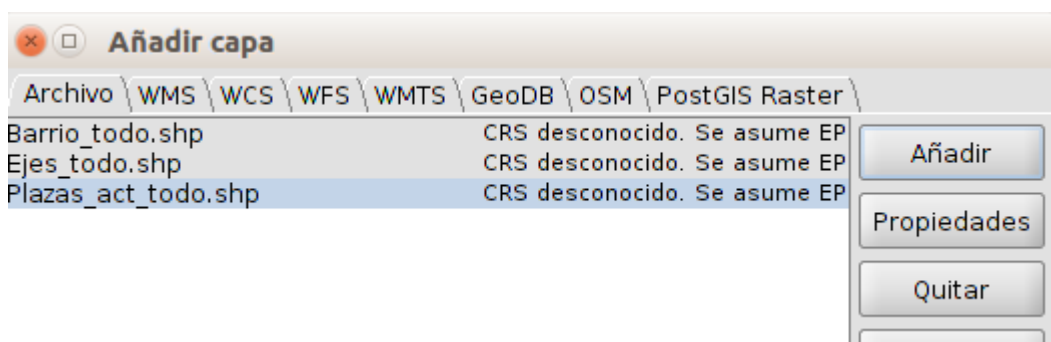 Añadir capa
Archivo WMS WCS WFS WMTS GeoDB OSM PostGIS Raster
Barrio_todo.shp CRS desconocido. Se asume EP
Ejes_todo.shp CRS desconocido. Se asume EP
Plazas_act_todo.shp CRS desconocido. Se asume EP
Añadir
Propiedades
Quitar